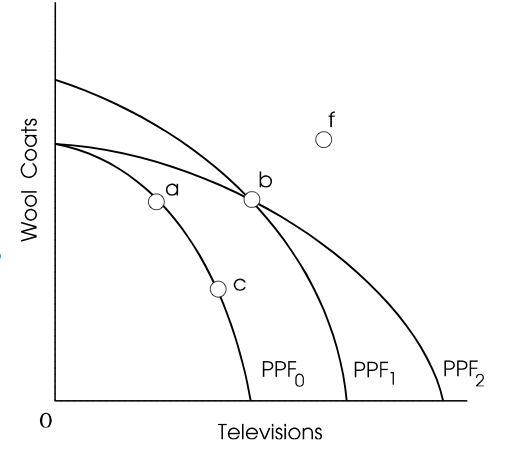 f
b
a
c
Wool Coats
PPF₀
PPF₁
PPF₂
0
Televisions